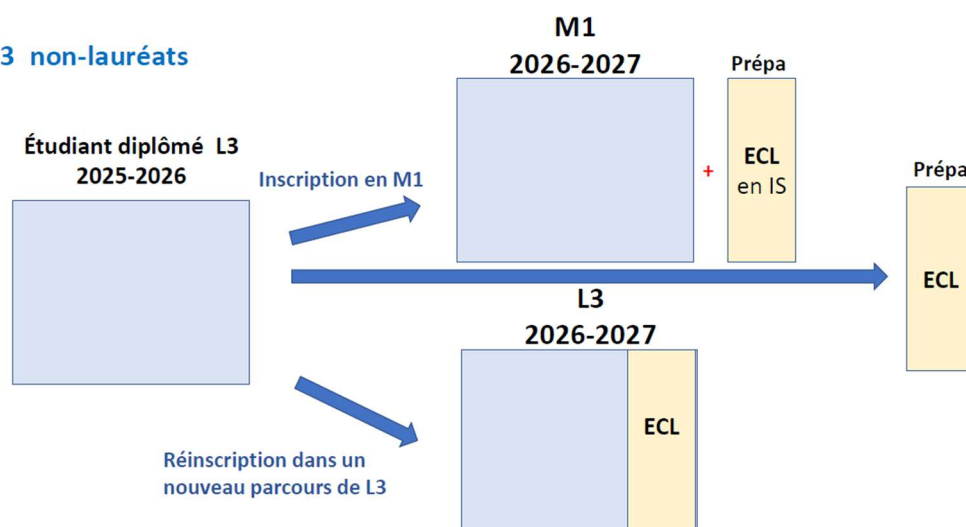 3 non-lauréats
M1
2026-2027
Prépa
ECL
en IS
+
Étudiant diplômé L3
2025-2026
Inscription en M1
Prépa
ECL
L3
2026-2027
ECL
Réinscription dans un
nouveau parcours de L3